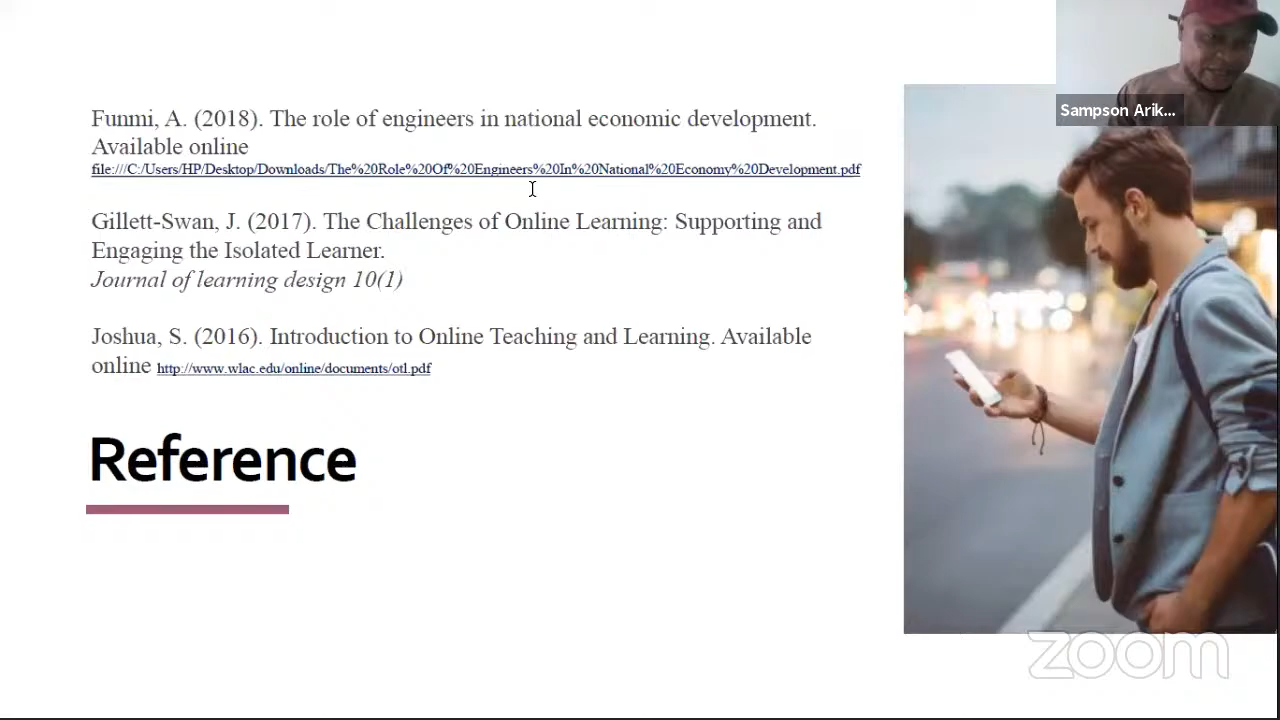 Sampson Arik...
Funmi, A. (2018). The role of engineers in national economic development.
Available online
file:///C:/Users/HP/Desktop/Downloads/The%20Role%20Of%20Engineers%20In%20National%20Economy%20Development.pdf
Gillett-Swan, J. (2017). The Challenges of Online Learning: Supporting and
Engaging the Isolated Learner.
Journal of learning design 10(1)
Joshua, S. (2016). Introduction to Online Teaching and Learning. Available
online http://www.wlac.edu/online/documents/otl.pdf
Reference
zoom